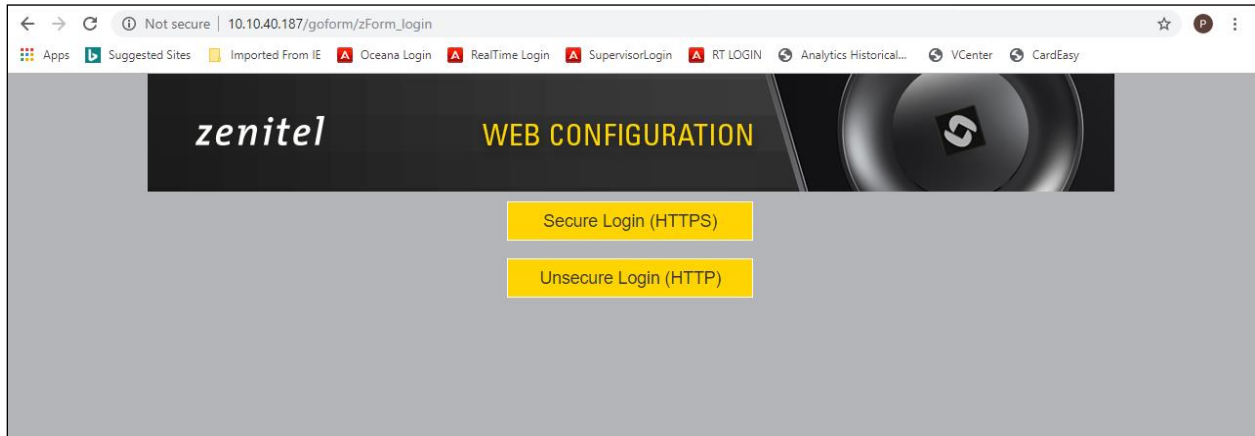 Not secure | 10.10.40.187/goform/zForm_login P
Apps Suggested Sites Imported From IE Oceana Login RealTime Login SupervisorLogin RT LOGIN Analytics Historical... VCenter CardEasy
zenitel WEB CONFIGURATION
Secure Login (HTTPS)
Unsecure Login (HTTP)